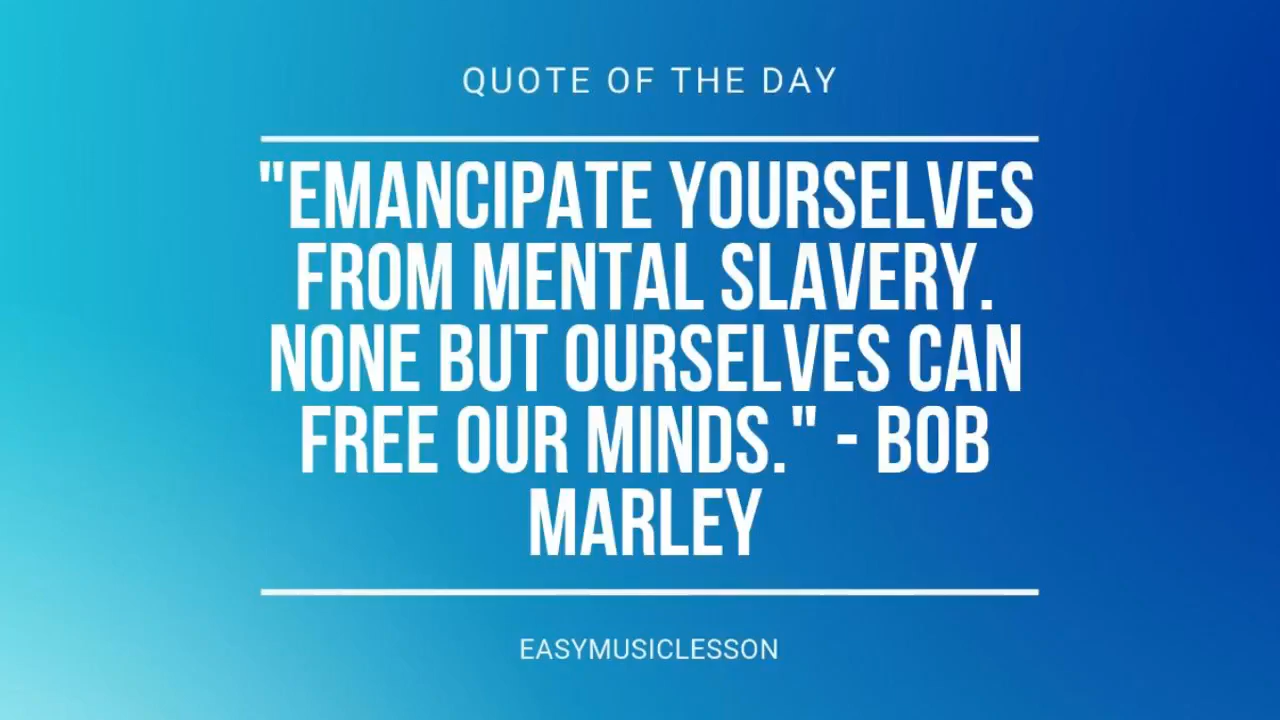 QUOTE OF THE DAY
"EMANCIPATE YOURSELVES
FROM MENTAL SLAVERY.
NONE BUT OURSELVES CAN
FREE OUR MINDS." - BOB
MARLEY
EASYMUSICLESSON